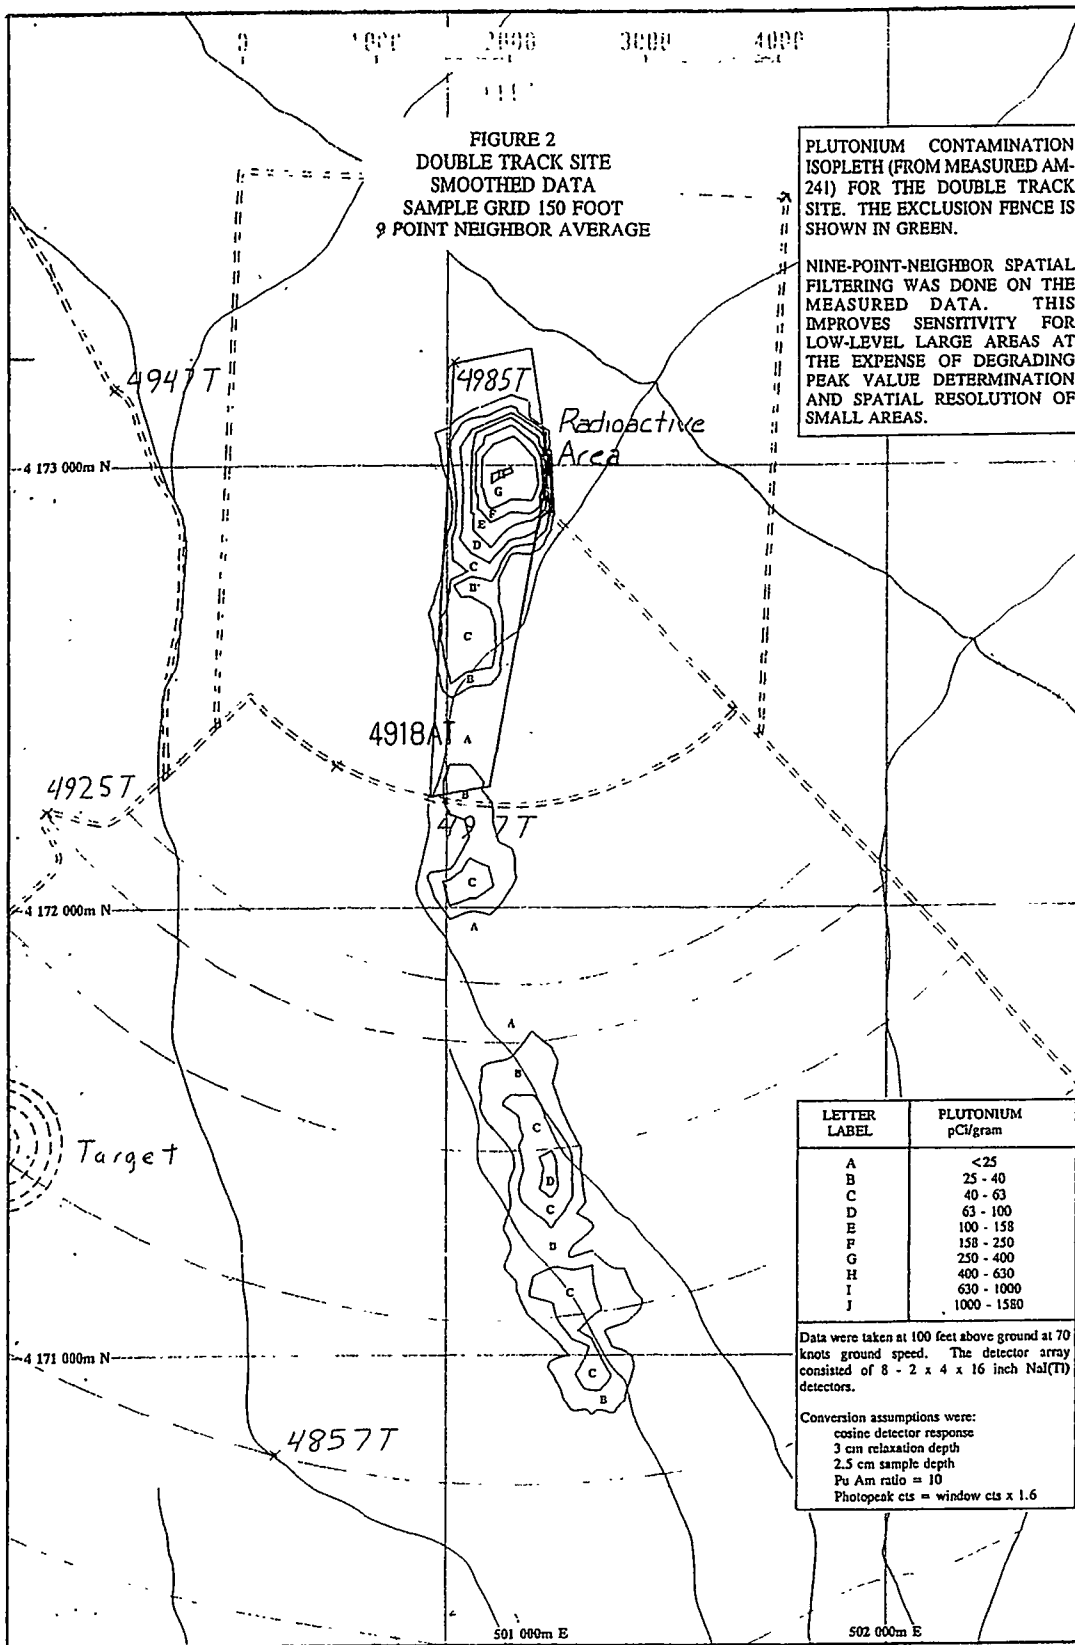 0 1000 2000 3000 4000
FIGURE 2
DOUBLE TRACK SITE
SMOOTHED DATA
SAMPLE GRID 150 FOOT
9 POINT NEIGHBOR AVERAGE
PLUTONIUM CONTAMINATION
ISOPLETH (FROM MEASURED AM-
241) FOR THE DOUBLE TRACK
SITE. THE EXCLUSION FENCE IS
SHOWN IN GREEN.
NINE-POINT-NEIGHBOR SPATIAL
FILTERING WAS DONE ON THE
MEASURED DATA. THIS
IMPROVES SENSITIVITY FOR
LOW-LEVEL LARGE AREAS AT
THE EXPENSE OF DEGRADING
PEAK VALUE DETERMINATION
AND SPATIAL RESOLUTION OF
SMALL AREAS.
4947T
4985T
Radioactive
Area
4 173 000m N
G
F
E
D
C
B
C
B
4918AT
A
4925T
B
C
4 172 000m N
A
A
B
C
D
C
B
Target
C
4 171 000m N
C
B
4857T
LETTER LABEL PLUTONIUM pCi/gram
A <25
B 25 - 40
C 40 - 63
D 63 - 100
E 100 - 158
F 158 - 250
G 250 - 400
H 400 - 630
I 630 - 1000
J 1000 - 1580
Data were taken at 100 feet above ground at 70
knots ground speed. The detector array
consisted of 8 - 2 x 4 x 16 inch NaI(Tl)
detectors.
Conversion assumptions were:
cosine detector response
3 cm relaxation depth
2.5 cm sample depth
Pu Am ratio = 10
Photopeak cts = window cts x 1.6
501 000m E
502 000m E